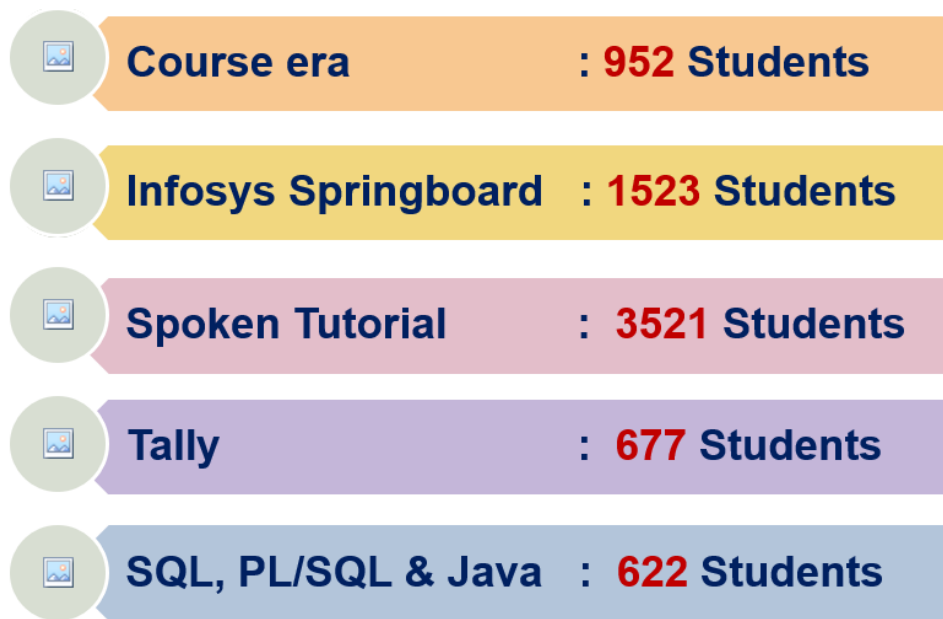 Course era : 952 Students
Infosys Springboard : 1523 Students
Spoken Tutorial : 3521 Students
Tally : 677 Students
SQL, PL/SQL & Java : 622 Students